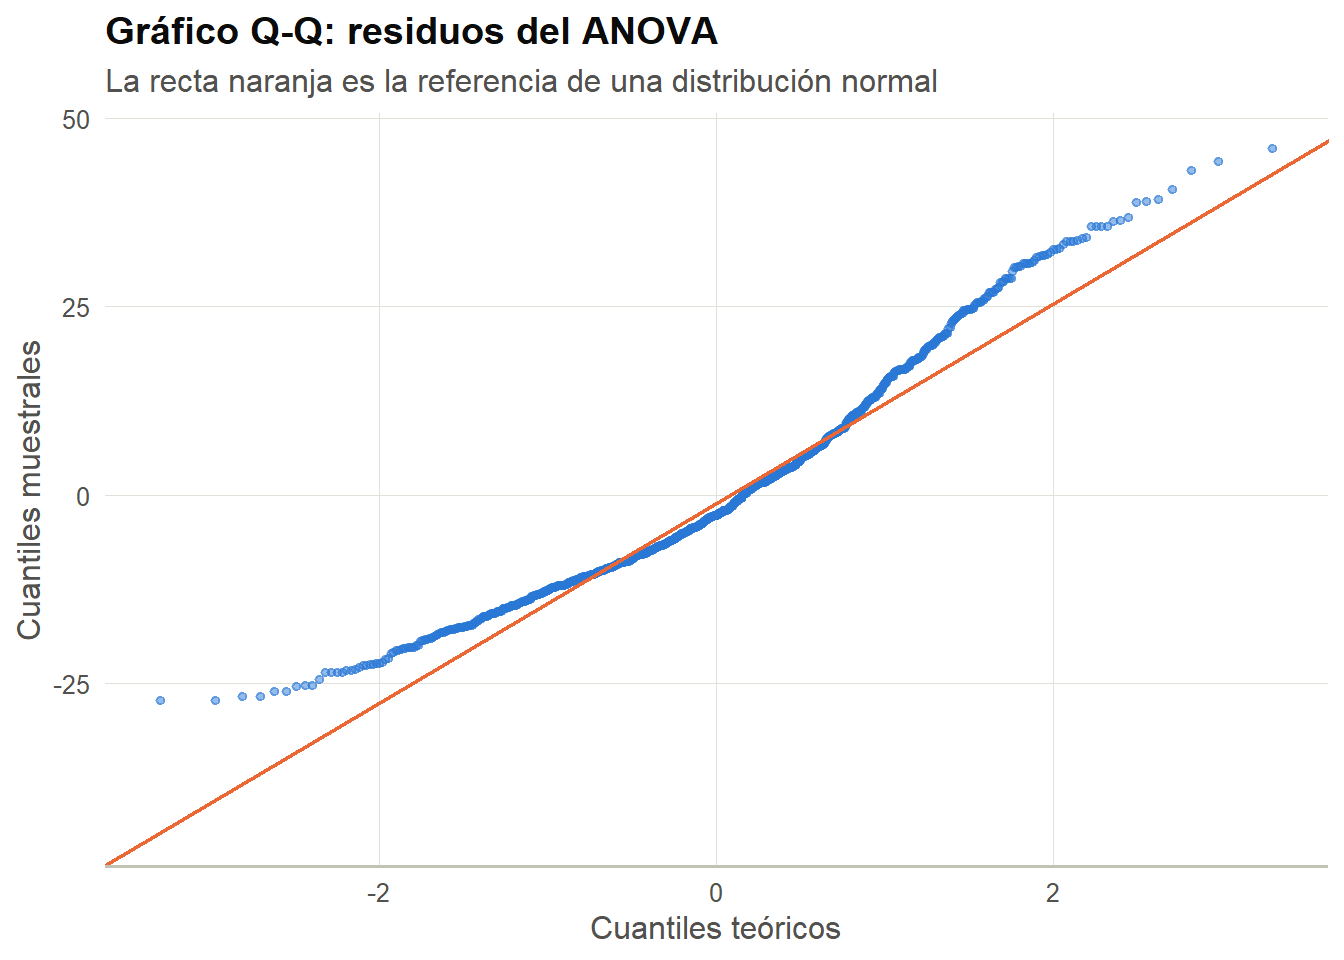 Gráfico Q-Q: residuos del ANOVA
La recta naranja es la referencia de una distribución normal
50
25
0
-25
Cuantiles muestrales
-2
0
2
Cuantiles teóricos